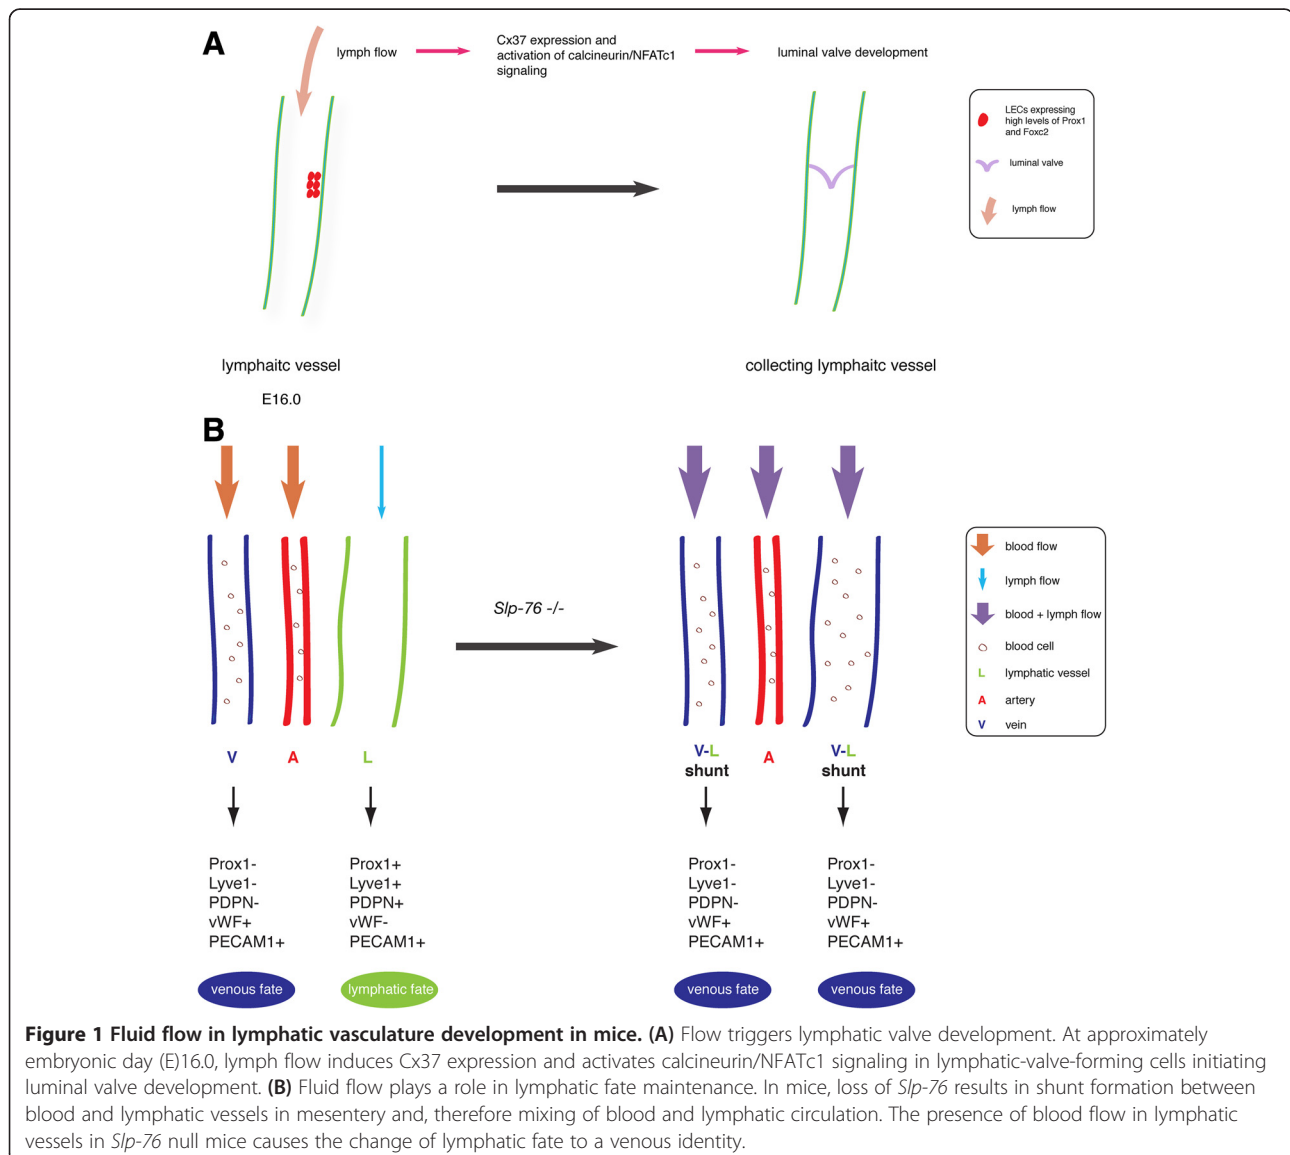 A
lymph flow
Cx37 expression and
activation of calcineurin/NFATc1
signaling
luminal valve development
LECs expressing
high levels of Prox1
and Foxc2
luminal valve
lymph flow
lymphaitc vessel
collecting lymphaitc vessel
E16.0
B
Slp-76 -/-
blood flow
lymph flow
blood + lymph flow
blood cell
L lymphatic vessel
A artery
V vein
V
A
L
V-L
shunt
A
V-L
shunt
Prox1-
Lyve1-
PDPN-
vWF+
PECAM1+
Prox1+
Lyve1+
PDPN+
vWF-
PECAM1+
Prox1-
Lyve1-
PDPN-
vWF+
PECAM1+
Prox1-
Lyve1-
PDPN-
vWF+
PECAM1+
venous fate
lymphatic fate
venous fate
venous fate
Figure 1 Fluid flow in lymphatic vasculature development in mice. (A) Flow triggers lymphatic valve development. At approximately
embryonic day (E)16.0, lymph flow induces Cx37 expression and activates calcineurin/NFATc1 signaling in lymphatic-valve-forming cells initiating
luminal valve development. (B) Fluid flow plays a role in lymphatic fate maintenance. In mice, loss of Slp-76 results in shunt formation between
blood and lymphatic vessels in mesentery and, therefore mixing of blood and lymphatic circulation. The presence of blood flow in lymphatic
vessels in Slp-76 null mice causes the change of lymphatic fate to a venous identity.